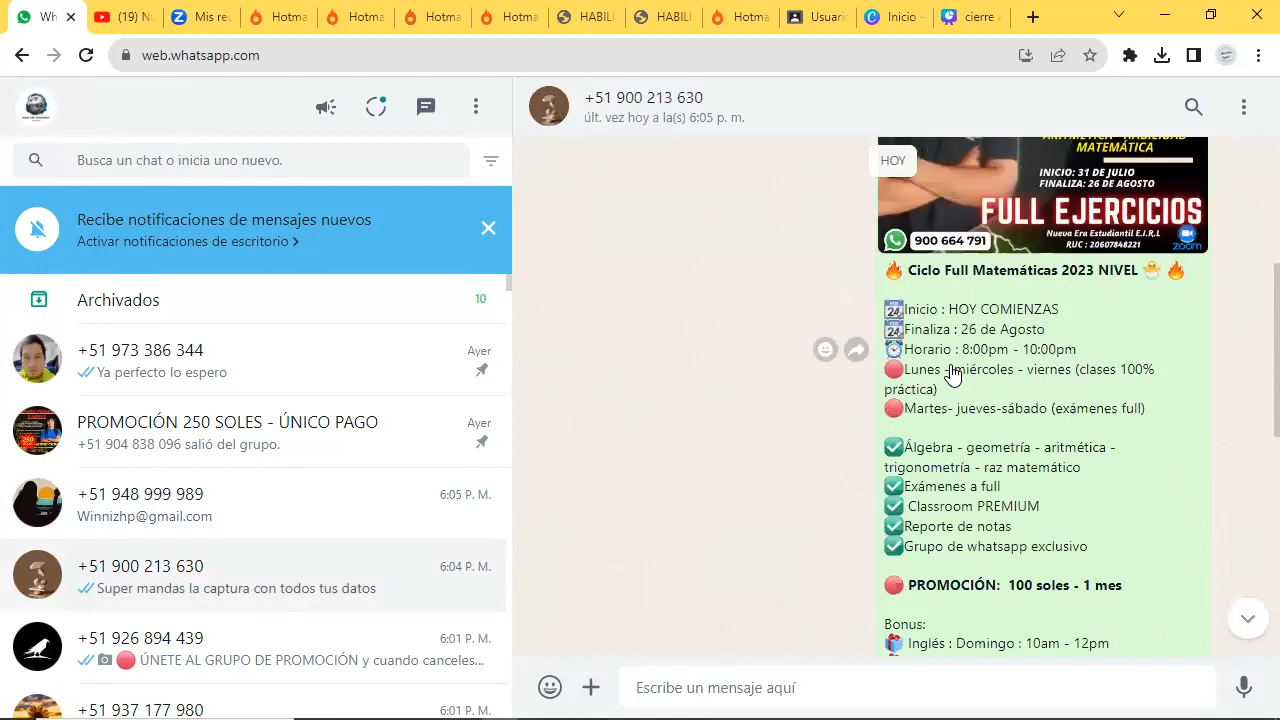 Wh
(19) Nu
Mis reu
Hotma
Hotma
Hotma
Hotma
HABILI
HABILI
Hotma
Usuario
Inicio -
cierre A
web.whatsapp.com
+51 900 213 630
últ. vez hoy a la(s) 6:05 p. m.
Busca un chat o inicia uno nuevo.
Recibe notificaciones de mensajes nuevos
Activar notificaciones de escritorio >
Archivados
10
+51 973 386 344
Ayer
Ya perfecto lo espero
PROMOCIÓN 250 SOLES - ÚNICO PAGO
Ayer
+51 904 838 096 salió del grupo.
+51 948 999 989
6:05 P. M.
Winnizhp@gmail.com
+51 900 213 630
6:04 P. M.
Super mandas la captura con todos tus datos
+51 926 894 439
6:01 P. M.
ÚNETE AL GRUPO DE PROMOCIÓN y cuando canceles...
+51 937 177 980
6:01 P. M.
HOY
MATEMÁTICA
INICIO: 31 DE JULIO
FINALIZA: 26 DE AGOSTO
FULL EJERCICIOS
Nueva Era Estudiantil E.I.R.L
RUC : 20607848221
900 664 791
zoom
Ciclo Full Matemáticas 2023 NIVEL
Inicio : HOY COMIENZAS
Finaliza : 26 de Agosto
Horario : 8:00pm - 10:00pm
Lunes - miércoles - viernes (clases 100%
práctica)
Martes- jueves-sábado (exámenes full)
Álgebra - geometría - aritmética -
trigonometría - raz matemático
Exámenes a full
Classroom PREMIUM
Reporte de notas
Grupo de whatsapp exclusivo
PROMOCIÓN: 100 soles - 1 mes
Bonus:
Inglés : Domingo : 10am - 12pm
Escribe un mensaje aquí